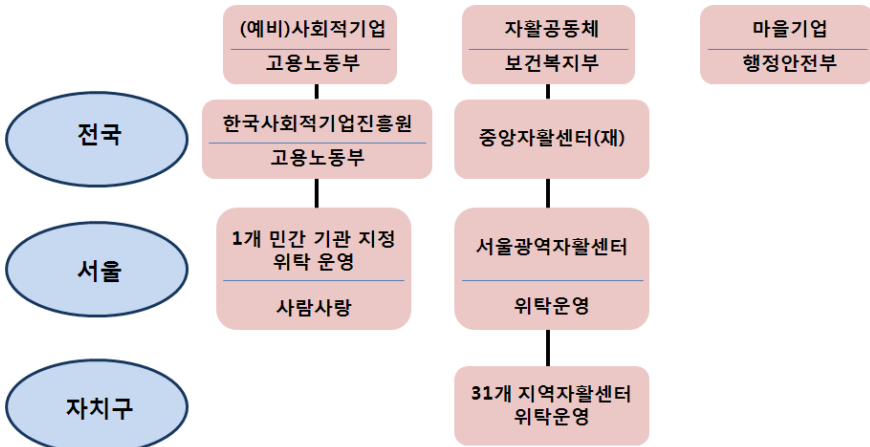 (예비)사회적기업
고용노동부
자활공동체
보건복지부
마을기업
행정안전부
전국
한국사회적기업진흥원
고용노동부
중앙자활센터(재)
서울
1개 민간 기관 지정
위탁 운영
사람사랑
서울광역자활센터
위탁운영
자치구
31개 지역자활센터
위탁운영